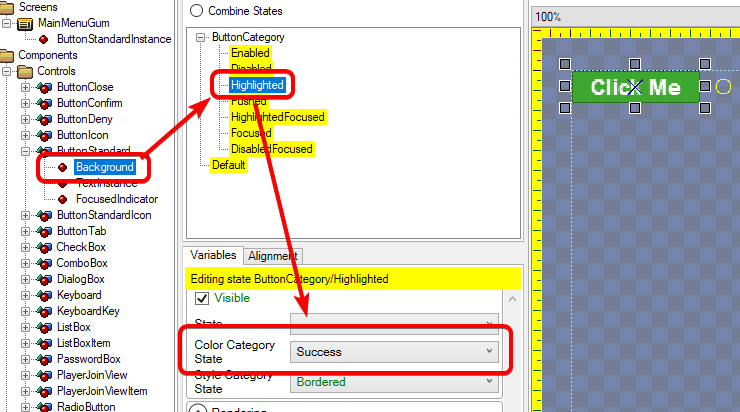 Screens
MainMenuGum
ButtonStandardInstance
Components
Controls
ButtonClose
ButtonConfirm
ButtonDeny
ButtonIcon
ButtonStandard
Background
TextInstance
FocusedIndicator
ButtonStandardIcon
ButtonTab
CheckBox
ComboBox
DialogBox
Keyboard
KeyboardKey
ListBox
ListBoxItem
PasswordBox
PlayerJoinView
PlayerJoinViewItem
RadioButton
Combine States
ButtonCategory
Enabled
Disabled
Highlighted
Pushed
HighlightedFocused
Focused
DisabledFocused
Default
Variables
Alignment
Editing state ButtonCategory/Highlighted
Visible
State
Color Category
State
Success
Style Category
State
Bordered
Rendering
100%
Click Me